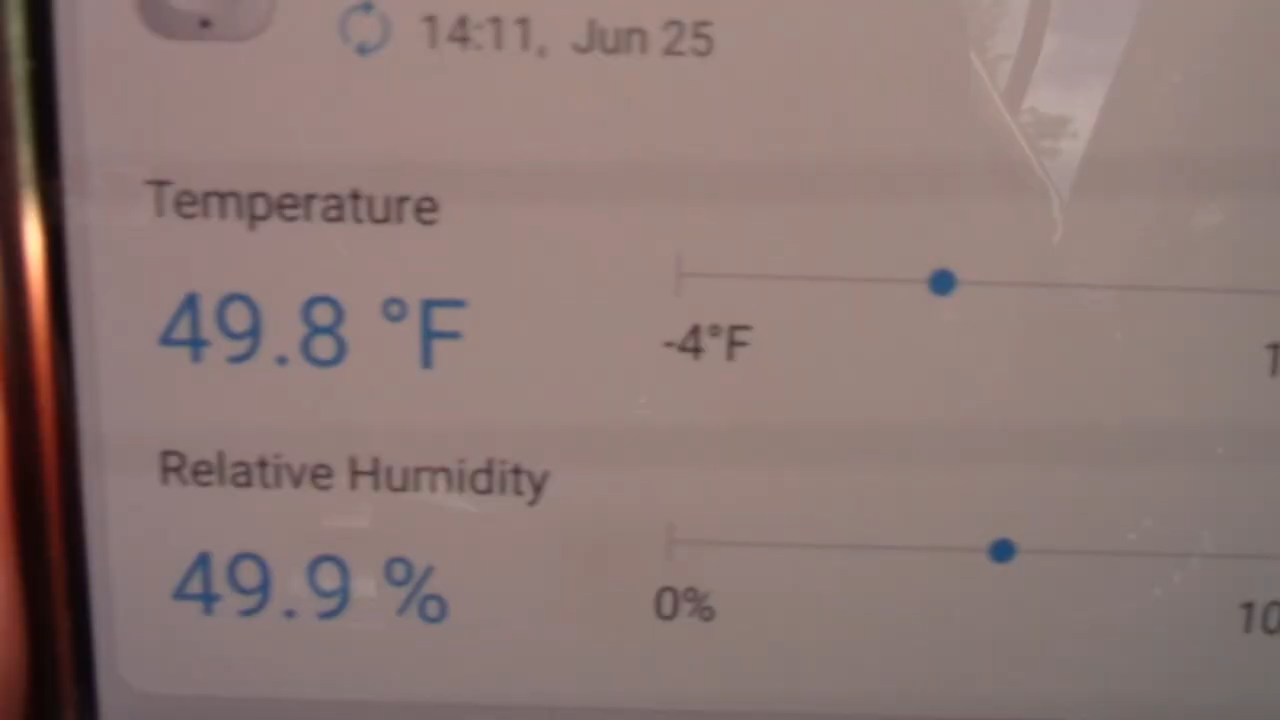 14:11, Jun 25
Temperature
49.8 °F
-4°F
Relative Humidity
49.9 %
0%